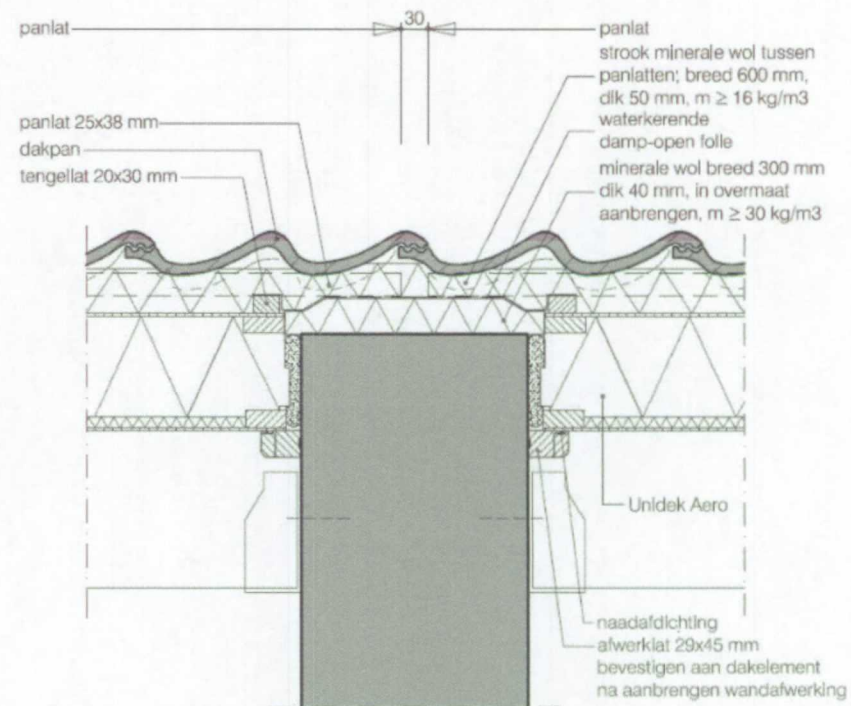 panlat
30
panlat
strook minerale wol tussen
panlatten; breed 600 mm,
dik 50 mm, m ≥ 16 kg/m3
waterkerende
damp-open folie
minerale wol breed 300 mm
dik 40 mm, in overmaat
aanbrengen, m ≥ 30 kg/m3
panlat 25x38 mm
dakpan
tengellat 20x30 mm
Unidek Aero
naadafdichting
afwerklat 29x45 mm
bevestigen aan dakelement
na aanbrengen wandafwerking